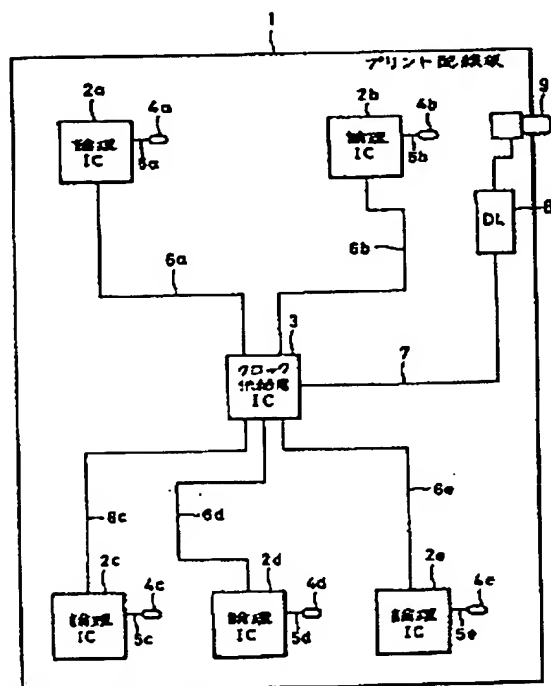 1
プリント配線板
2a
4a
論理
IC
5a
2b
4b
論理
IC
5b
9
DL
8
6a
6b
3
クロック
供給用
IC
7
6c
6d
6e
2c
4c
論理
IC
5c
2d
4d
論理
IC
5d
2e
4e
論理
IC
5e